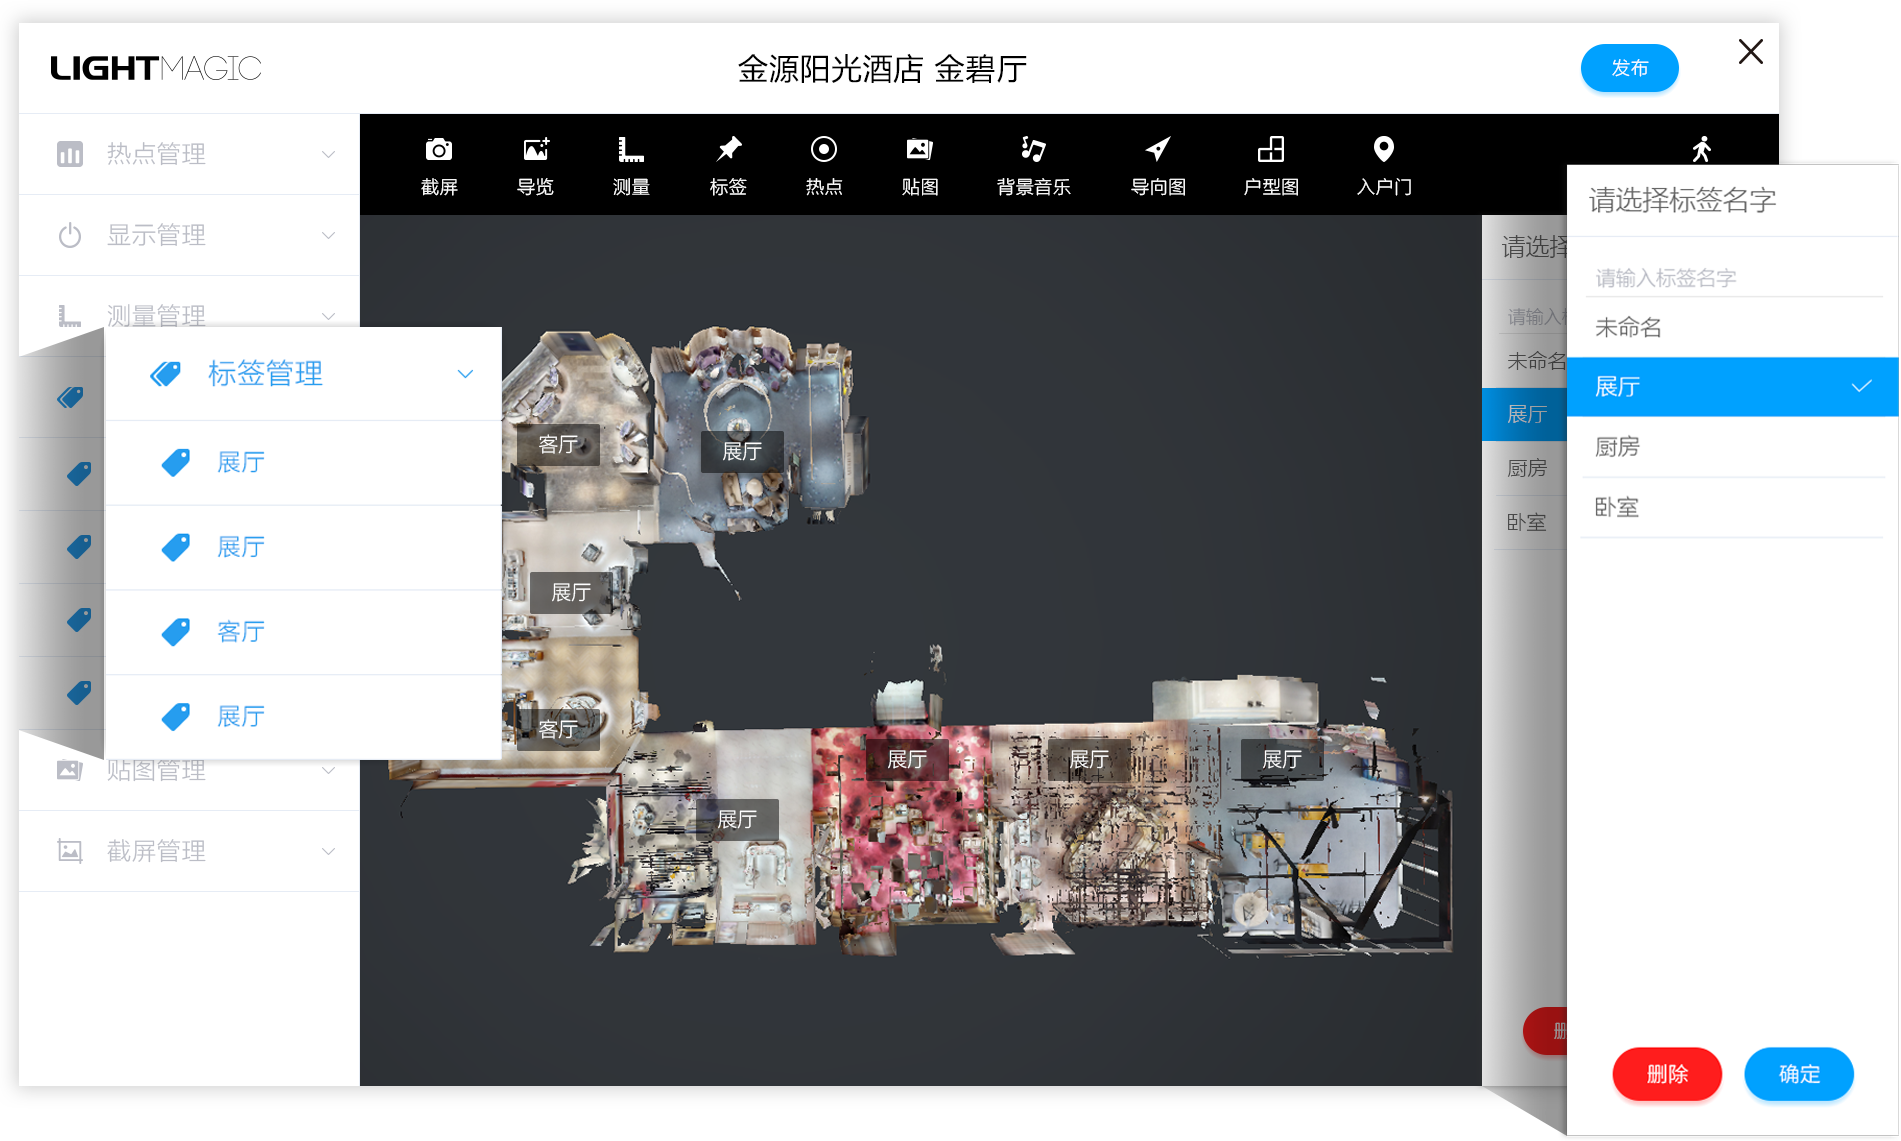 LIGHTMAGIC
金源阳光酒店 金碧厅
发布
截屏
导览
测量
标签
热点
贴图
背景音乐
导向图
户型图
入户门
热点管理
显示管理
测量管理
标签管理
展厅
展厅
客厅
展厅
贴图管理
截屏管理
客厅
展厅
展厅
客厅
展厅
展厅
展厅
展厅
请选择
请输入
未命名
展厅
厨房
卧室
删
请选择标签名字
请输入标签名字
未命名
展厅
厨房
卧室
删除
确定